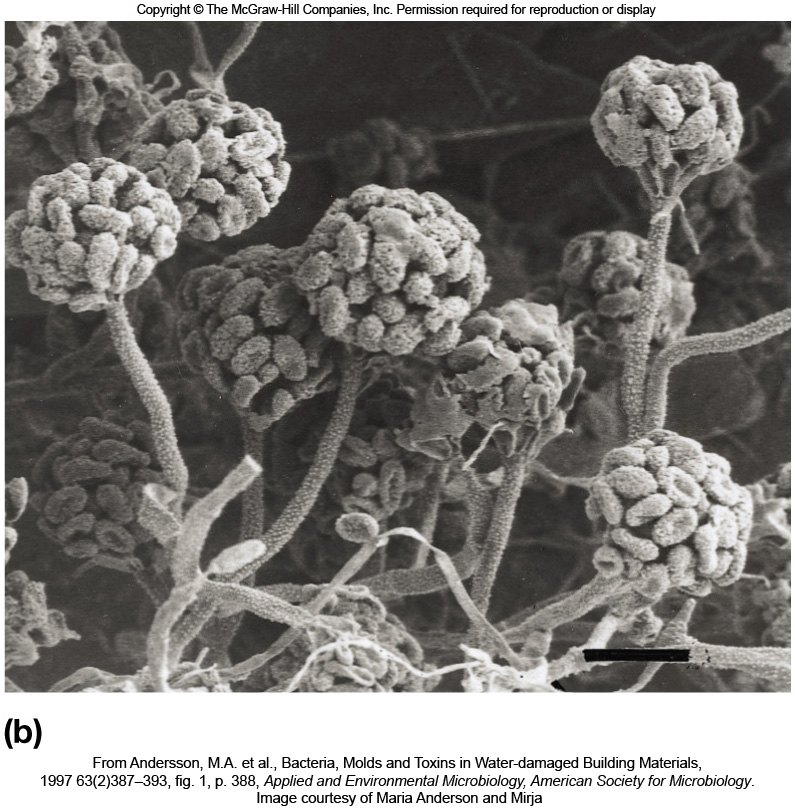 Copyright © The McGraw-Hill Companies, Inc. Permission required for reproduction or display
(b)
From Andersson, M.A. et al., Bacteria, Molds and Toxins in Water-damaged Building Materials,
1997 63(2)387–393, fig. 1, p. 388, Applied and Environmental Microbiology, American Society for Microbiology.
Image courtesy of Maria Anderson and Mirja